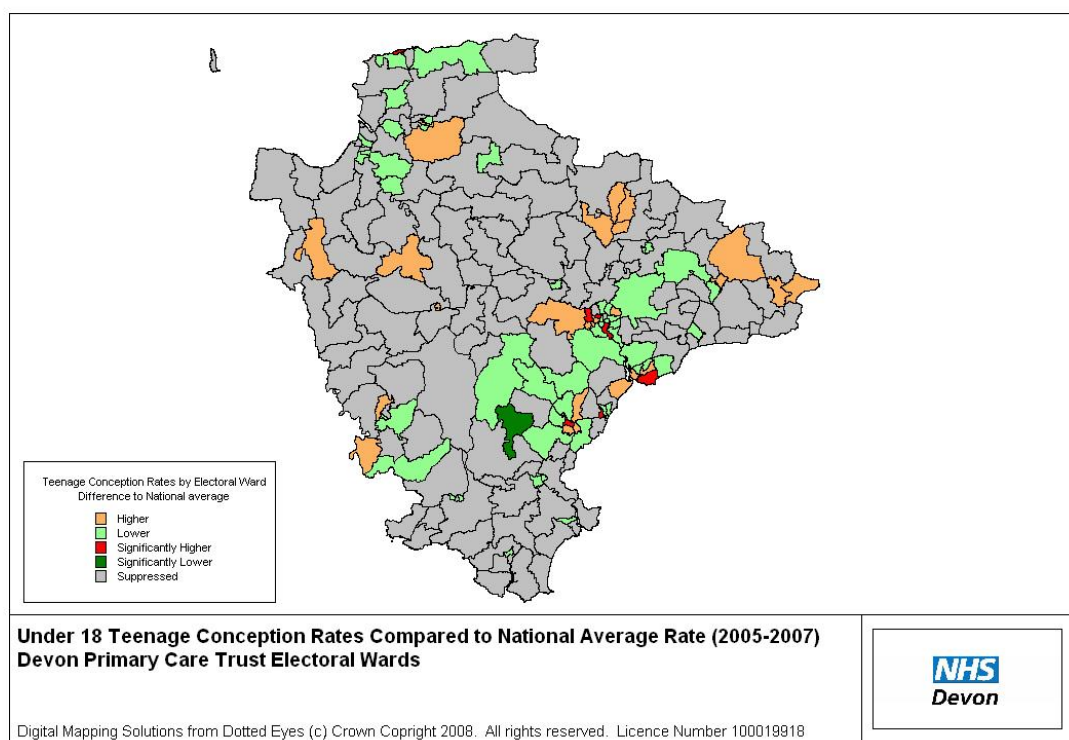 Teenage Conception Rates by Electoral Ward
Difference to National average
Higher
Lower
Significantly Higher
Significantly Lower
Suppressed
Under 18 Teenage Conception Rates Compared to National Average Rate (2005-2007)
Devon Primary Care Trust Electoral Wards
Digital Mapping Solutions from Dotted Eyes (c) Crown Copright 2008. All rights reserved. Licence Number 100019918
NHS
Devon